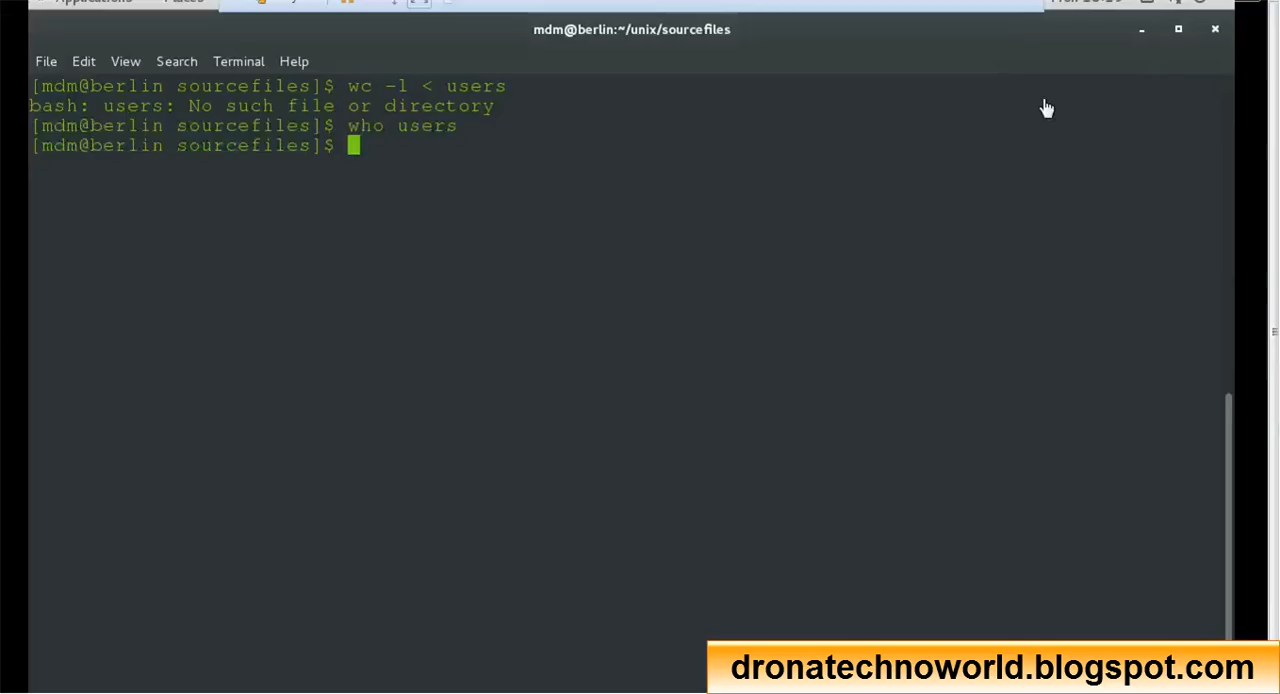 mdm@berlin:~/unix/sourcefiles
File Edit View Search Terminal Help
[mdm@berlin sourcefiles]$ wc -l < users
bash: users: No such file or directory
[mdm@berlin sourcefiles]$ who users
[mdm@berlin sourcefiles]$
dronatechnoworld.blogspot.com